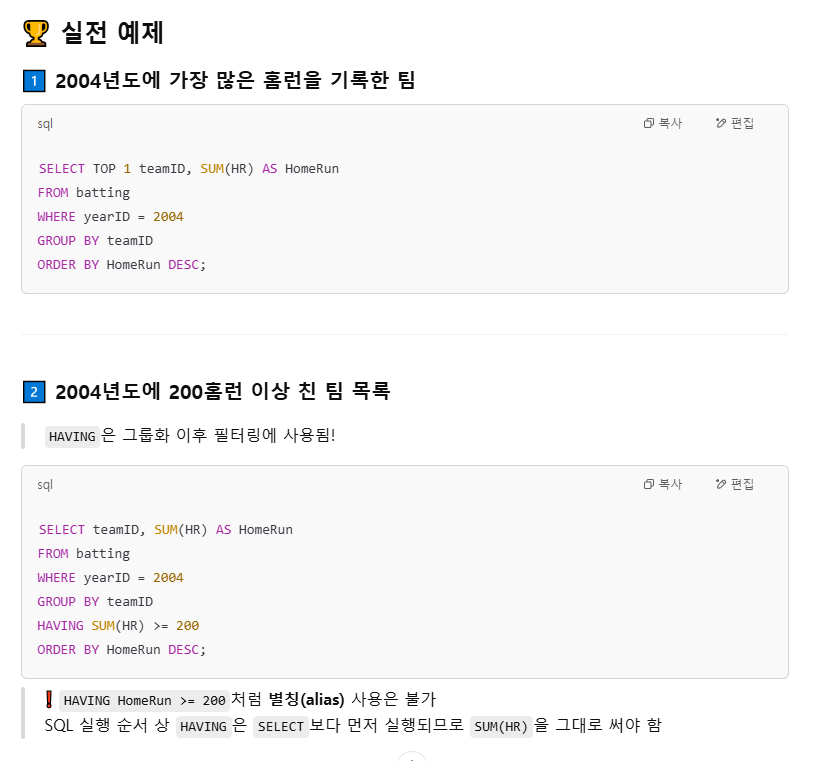 🏆 실전 예제
1️⃣ 2004년도에 가장 많은 홈런을 기록한 팀
sql 복사 편집
SELECT TOP 1 teamID, SUM(HR) AS HomeRun
FROM batting
WHERE yearID = 2004
GROUP BY teamID
ORDER BY HomeRun DESC;
2️⃣ 2004년도에 200홈런 이상 친 팀 목록
HAVING은 그룹화 이후 필터링에 사용됨!
sql 복사 편집
SELECT teamID, SUM(HR) AS HomeRun
FROM batting
WHERE yearID = 2004
GROUP BY teamID
HAVING SUM(HR) >= 200
ORDER BY HomeRun DESC;
❗ HAVING HomeRun >= 200처럼 별칭(alias) 사용은 불가
SQL 실행 순서 상 HAVING은 SELECT보다 먼저 실행되므로 SUM(HR)을 그대로 써야 함